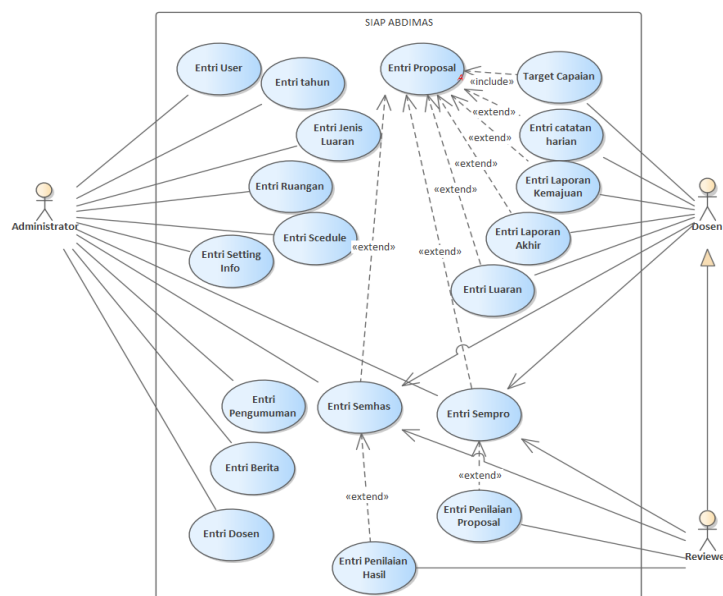 SIAP ABDIMAS
Entri User
Entri tahun
Entri Proposal
Target Capaian
«include»
Entri Jenis
Luaran
«extend»
Entri catatan
harian
«extend»
Entri Ruangan
«extend»
Entri Laporan
Kemajuan
Administrator
Dosen
Entri Scedule
«extend»
Entri Laporan
Akhir
Entri Setting
Info
«extend»
«extend»
Entri Luaran
Entri
Pengumuman
Entri Semhas
Entri Sempro
Entri Berita
«extend»
«extend»
Entri Penilaian
Proposal
Entri Dosen
Reviewe
Entri Penilaian
Hasil